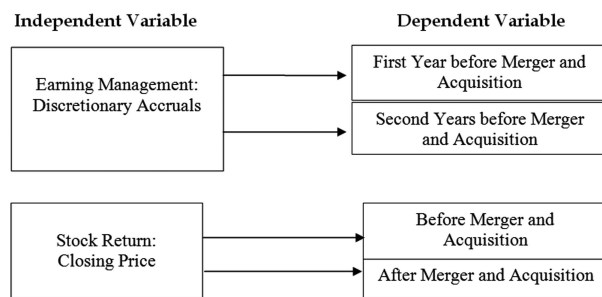 Independent Variable
Dependent Variable
Earning Management:
Discretionary Accruals
First Year before Merger and
Acquisition
Second Years before Merger
and Acquisition
Stock Return:
Closing Price
Before Merger and
Acquisition
After Merger and Acquisition